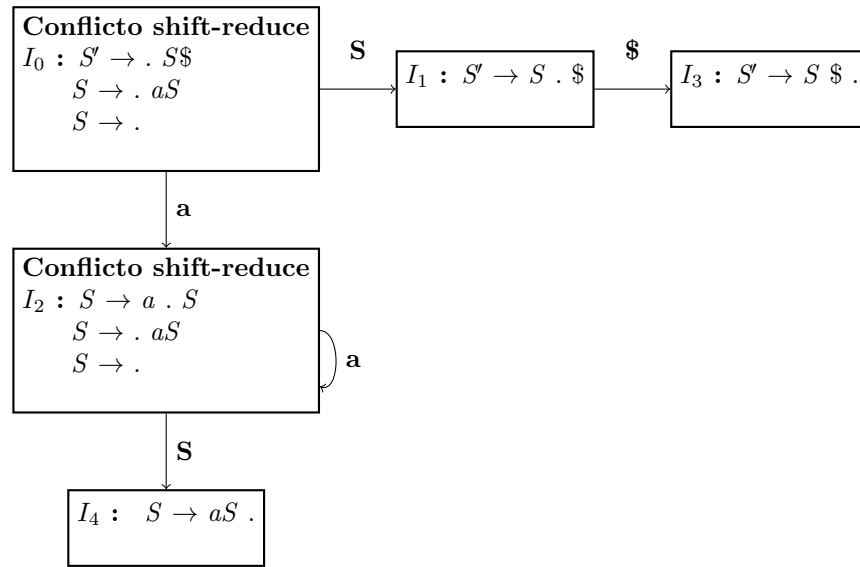 Conflicto shift-reduce
I₀ : S′ → . S$
S → . aS
S → .
S
I₁ : S′ → S . $
$
I₃ : S′ → S $ .
a
Conflicto shift-reduce
I₂ : S → a . S
S → . aS
S → .
a
S
I₄ : S → aS .